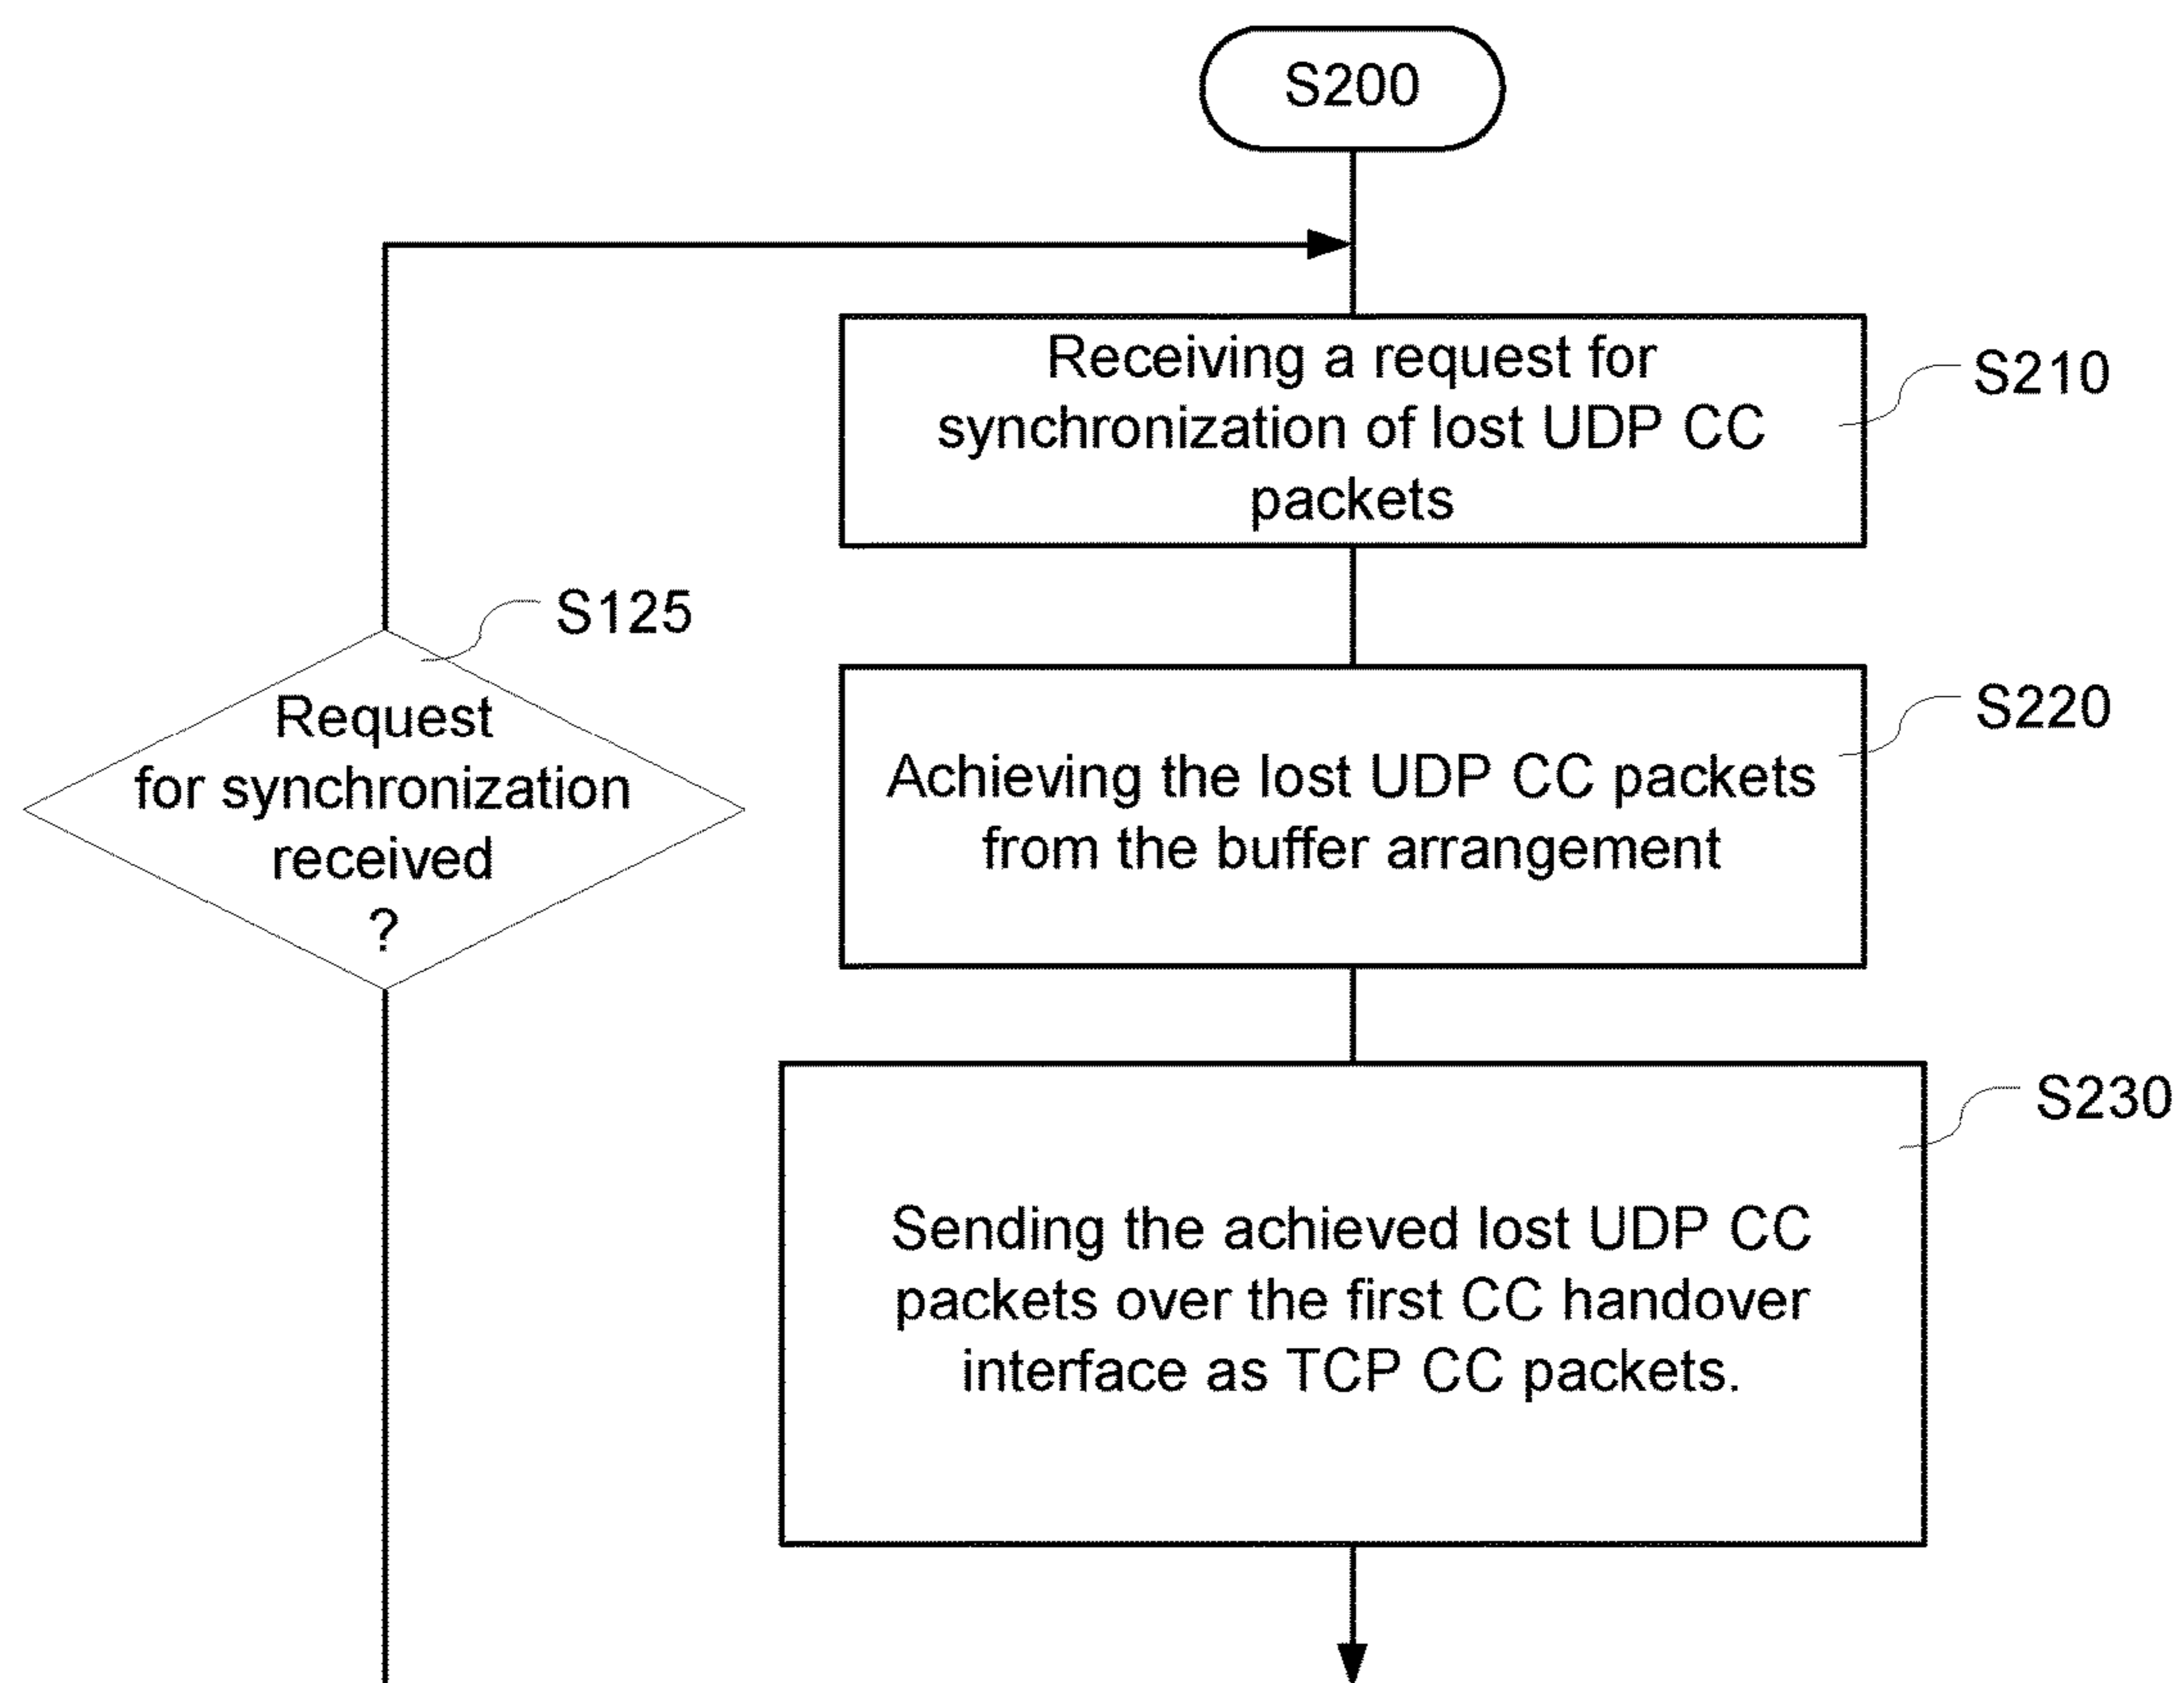 S200
Receiving a request for
synchronization of lost UDP CC
packets
S210
S125
Request
for synchronization
received
?
Achieving the lost UDP CC packets
from the buffer arrangement
S220
Sending the achieved lost UDP CC
packets over the first CC handover
interface as TCP CC packets.
S230